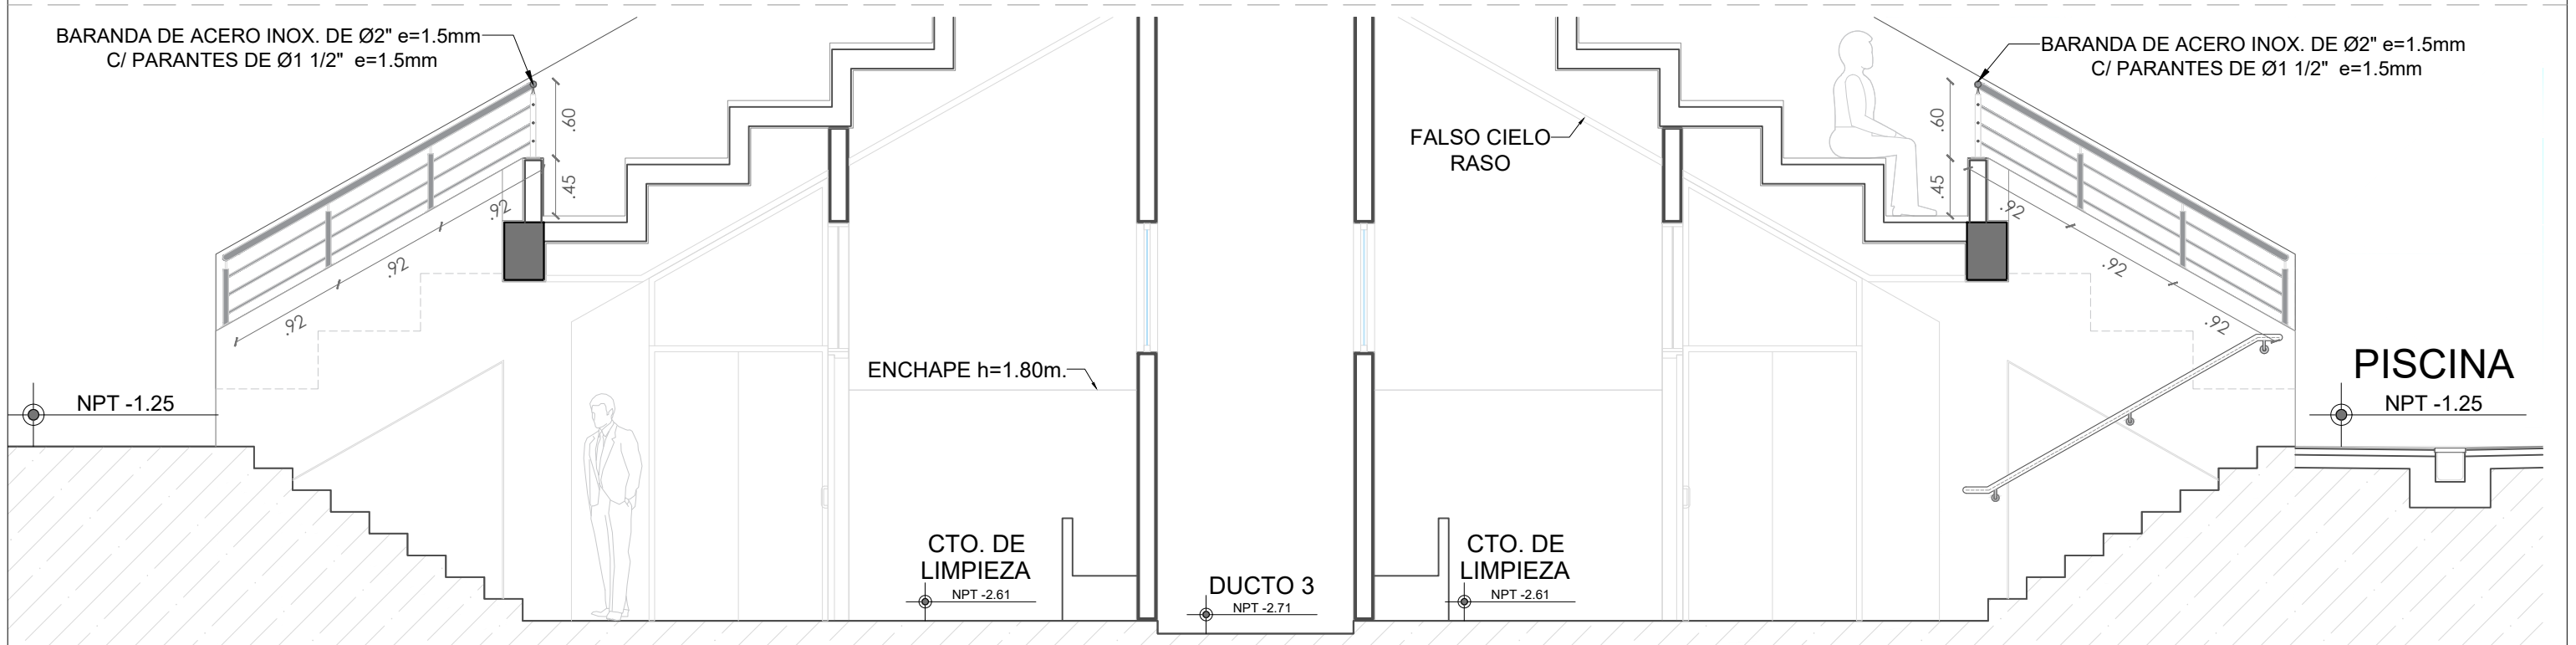 BARANDA DE ACERO INOX. DE Ø2" e=1.5mm
C/ PARANTES DE Ø1 1/2" e=1.5mm
BARANDA DE ACERO INOX. DE Ø2" e=1.5mm
C/ PARANTES DE Ø1 1/2" e=1.5mm
.60
.45
.92
.92
.92
FALSO CIELO
RASO
.60
.45
.92
.92
.92
ENCHAPE h=1.80m.
PISCINA
NPT -1.25
NPT -1.25
CTO. DE
LIMPIEZA
NPT -2.61
DUCTO 3
NPT -2.71
CTO. DE
LIMPIEZA
NPT -2.61